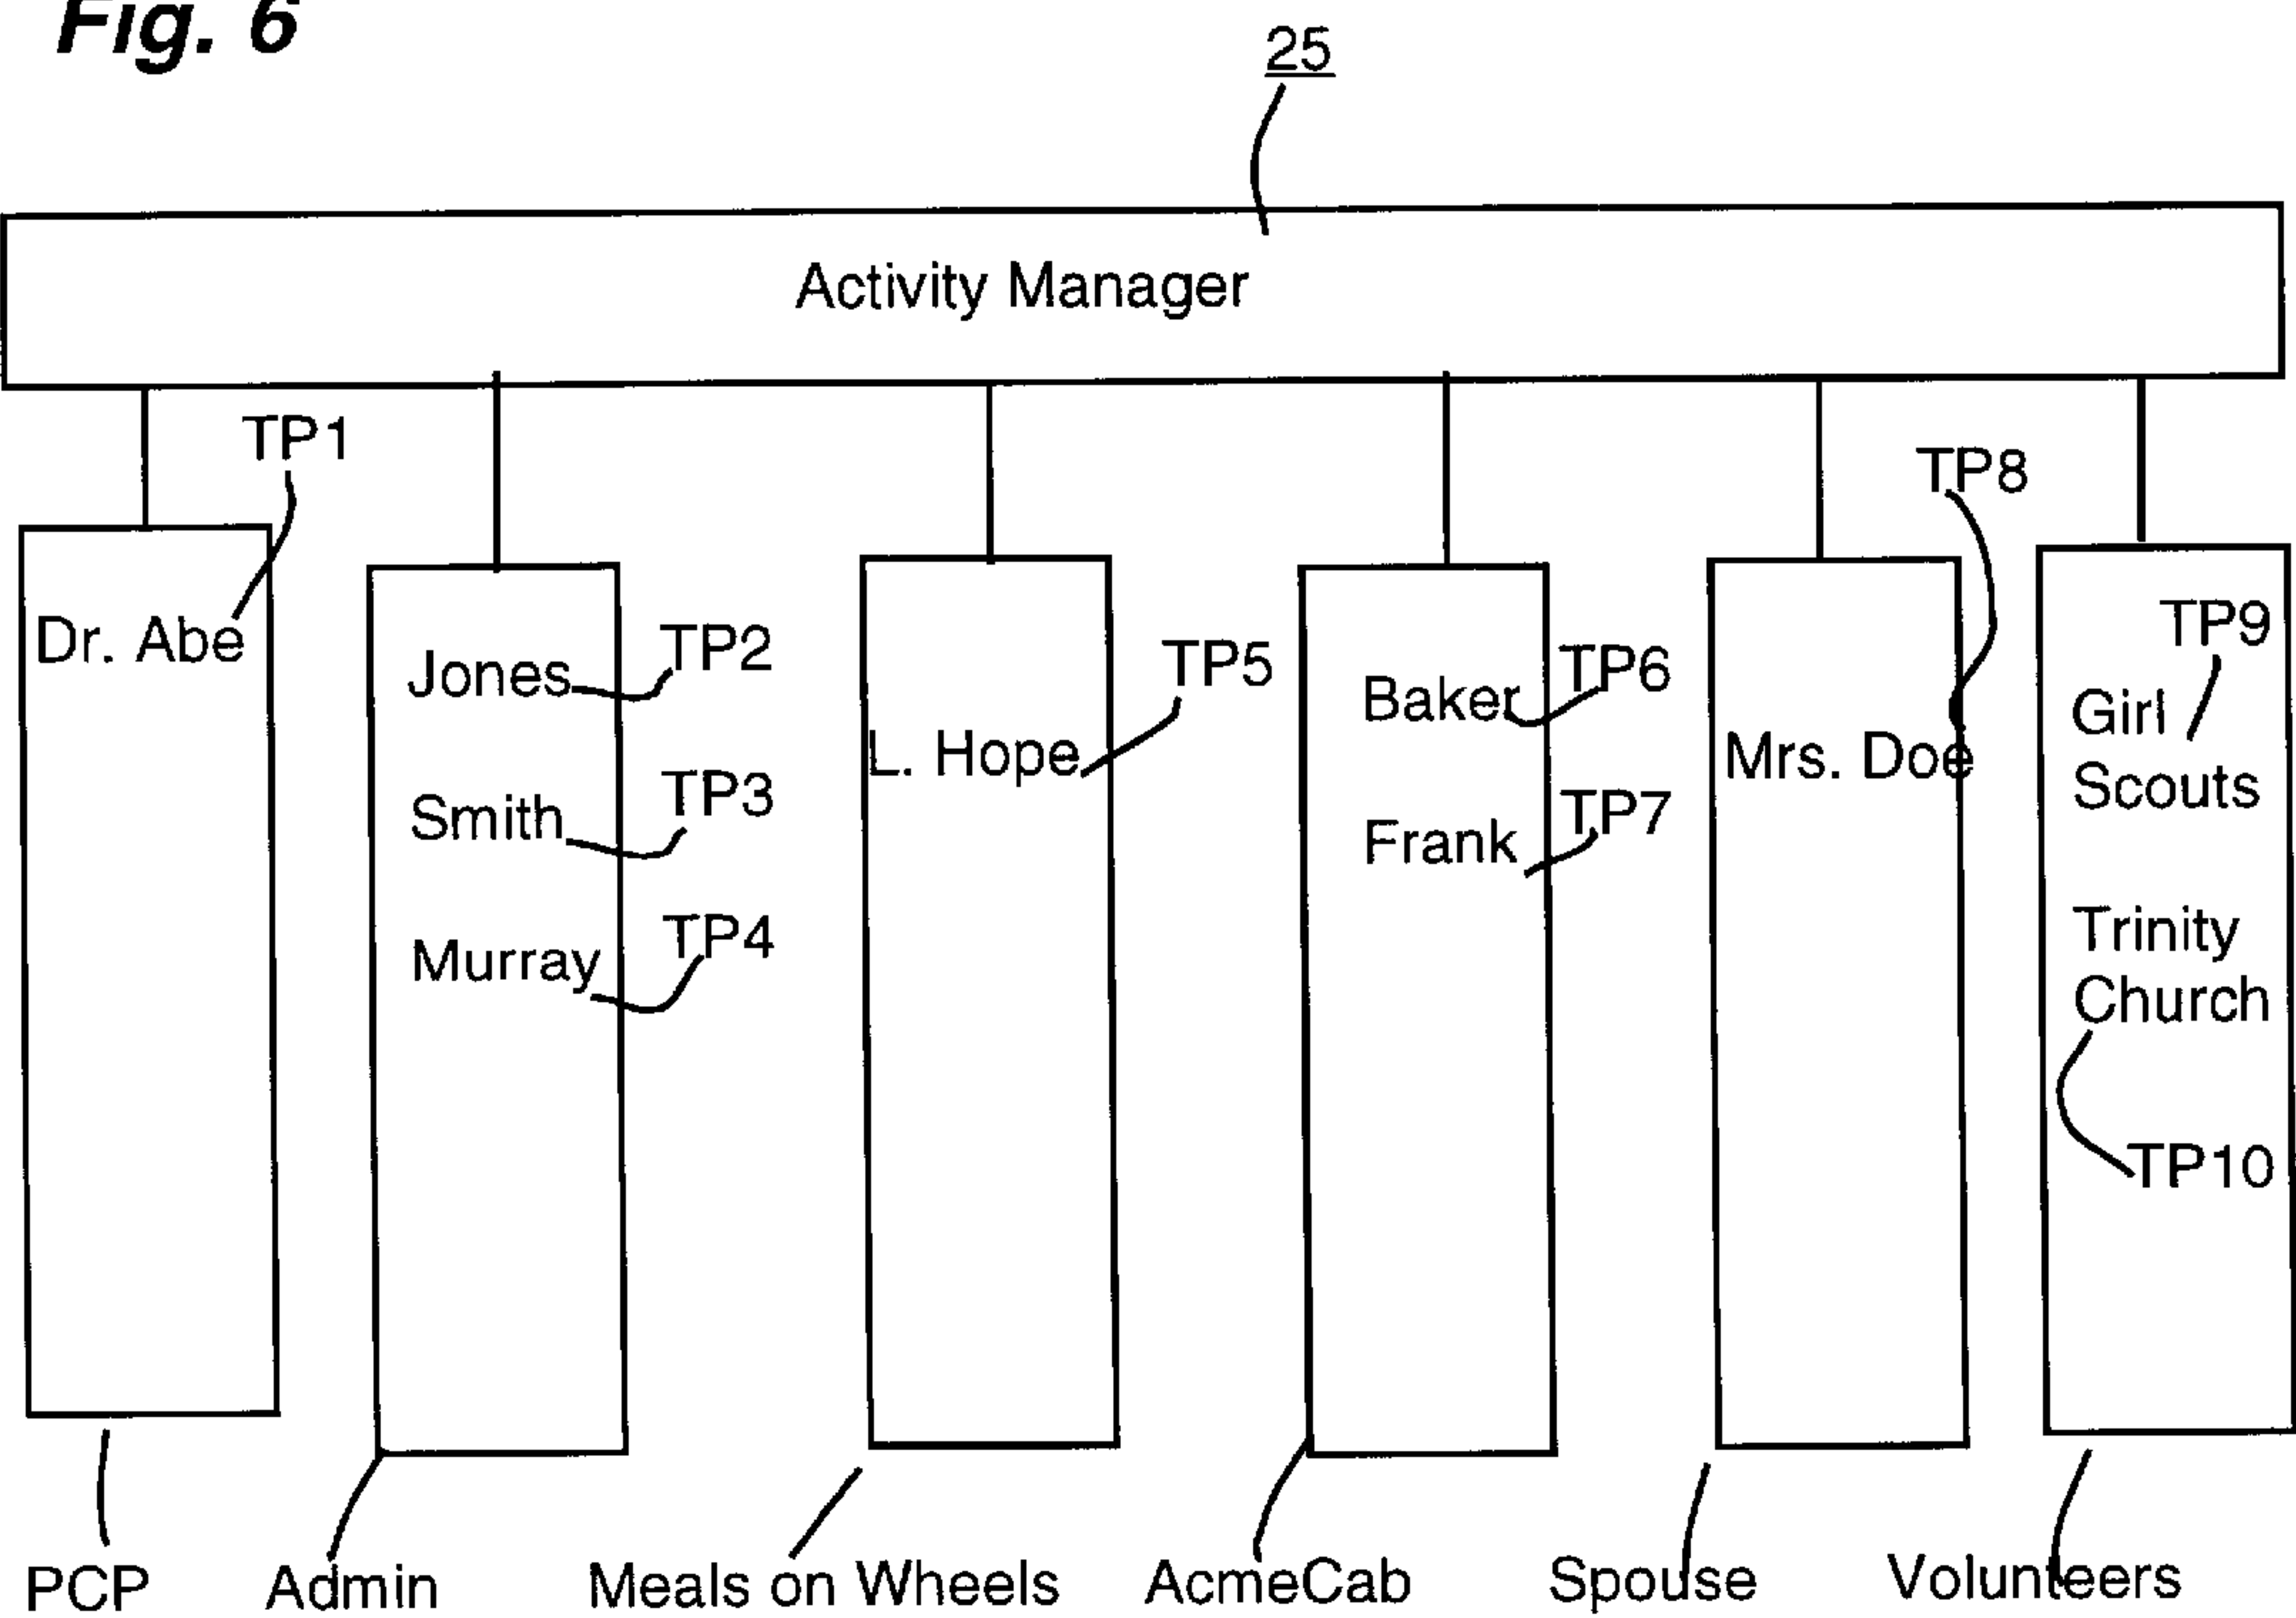 Fig. 6
25
Activity Manager
TP1
Dr. Abe
Jones
TP2
Smith
TP3
Murray
TP4
L. Hope
TP5
Baker
TP6
Frank
TP7
TP8
Mrs. Doe
TP9
Girl
Scouts
Trinity
Church
TP10
PCP
Admin
Meals on Wheels
AcmeCab
Spouse
Volunteers